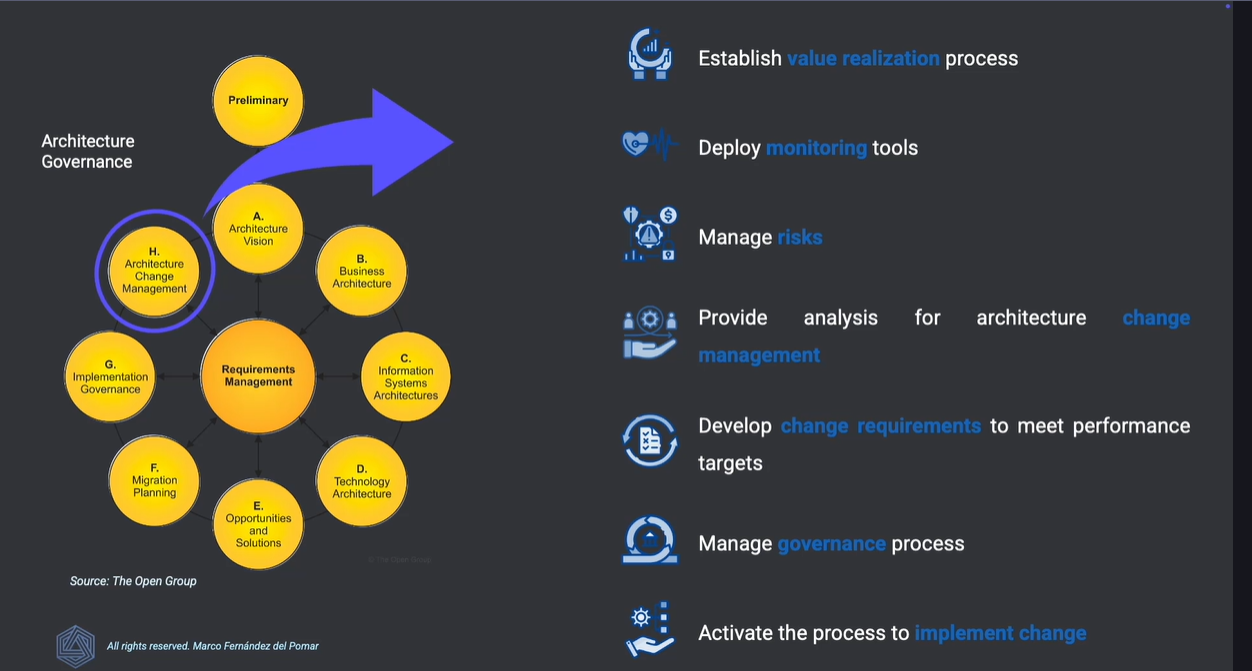 Architecture
Governance
Preliminary
A.
Architecture
Vision
B.
Business
Architecture
C.
Information
Systems
Architectures
D.
Technology
Architecture
E.
Opportunities
and
Solutions
F.
Migration
Planning
G.
Implementation
Governance
H.
Architecture
Change
Management
Requirements
Management
© The Open Group
Source: The Open Group
All rights reserved. Marco Fernández del Pomar
Establish value realization process
Deploy monitoring tools
Manage risks
Provide analysis for architecture change
management
Develop change requirements to meet performance
targets
Manage governance process
Activate the process to implement change